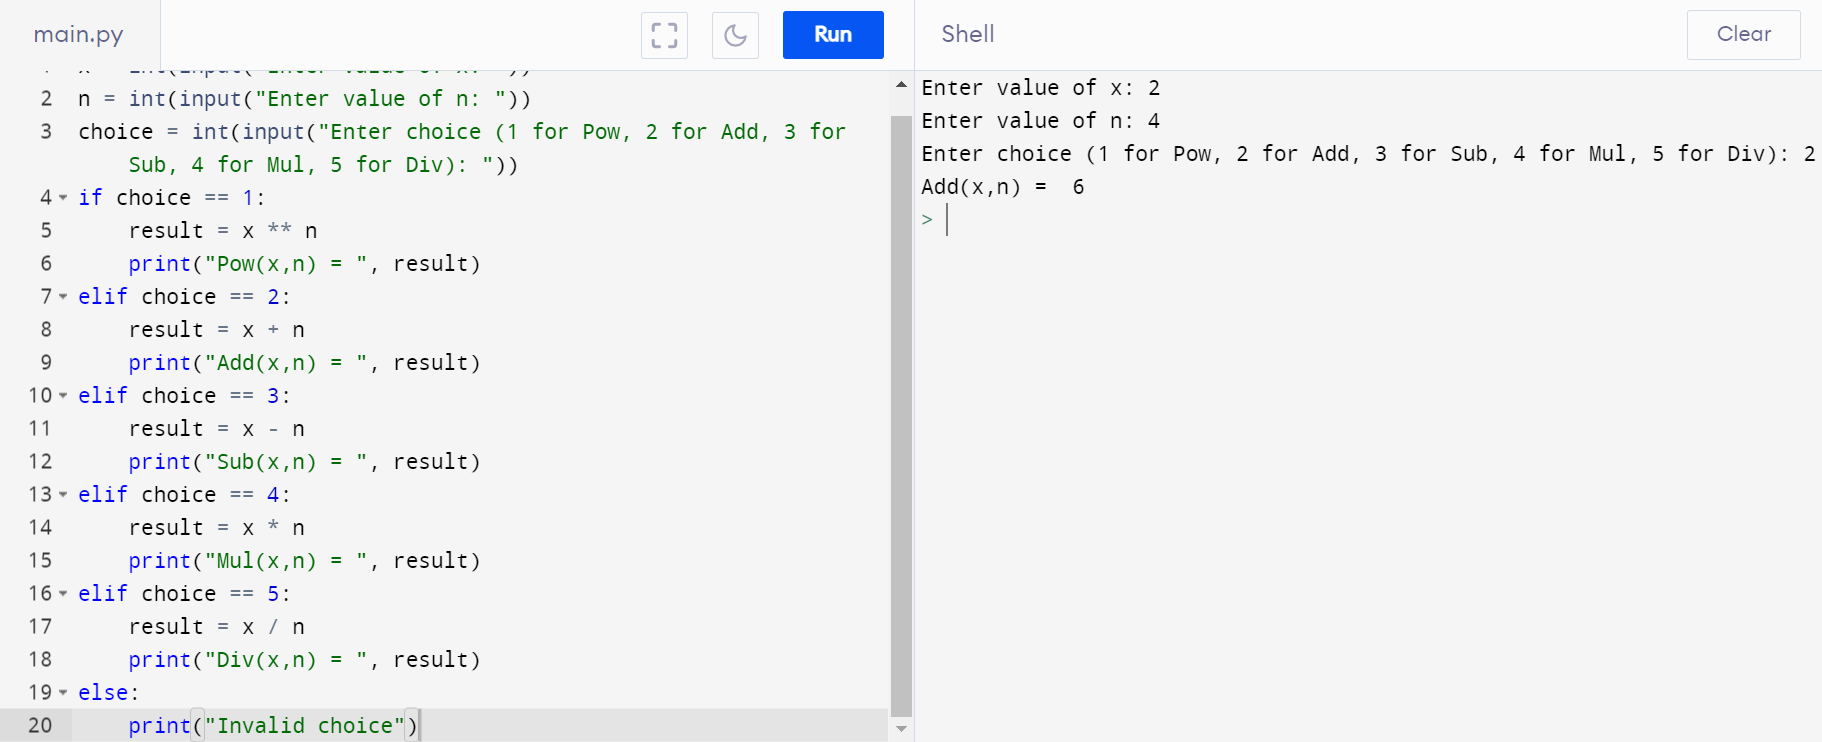 main.py
Run
Shell
Clear
1 x = int(input("Enter value of x: "))
2 n = int(input("Enter value of n: "))
3 choice = int(input("Enter choice (1 for Pow, 2 for Add, 3 for
Sub, 4 for Mul, 5 for Div): "))
4 if choice == 1:
5 result = x ** n
6 print("Pow(x,n) = ", result)
7 elif choice == 2:
8 result = x + n
9 print("Add(x,n) = ", result)
10 elif choice == 3:
11 result = x - n
12 print("Sub(x,n) = ", result)
13 elif choice == 4:
14 result = x * n
15 print("Mul(x,n) = ", result)
16 elif choice == 5:
17 result = x / n
18 print("Div(x,n) = ", result)
19 else:
20 print("Invalid choice")
Enter value of x: 2
Enter value of n: 4
Enter choice (1 for Pow, 2 for Add, 3 for Sub, 4 for Mul, 5 for Div): 2
Add(x,n) =  6
>